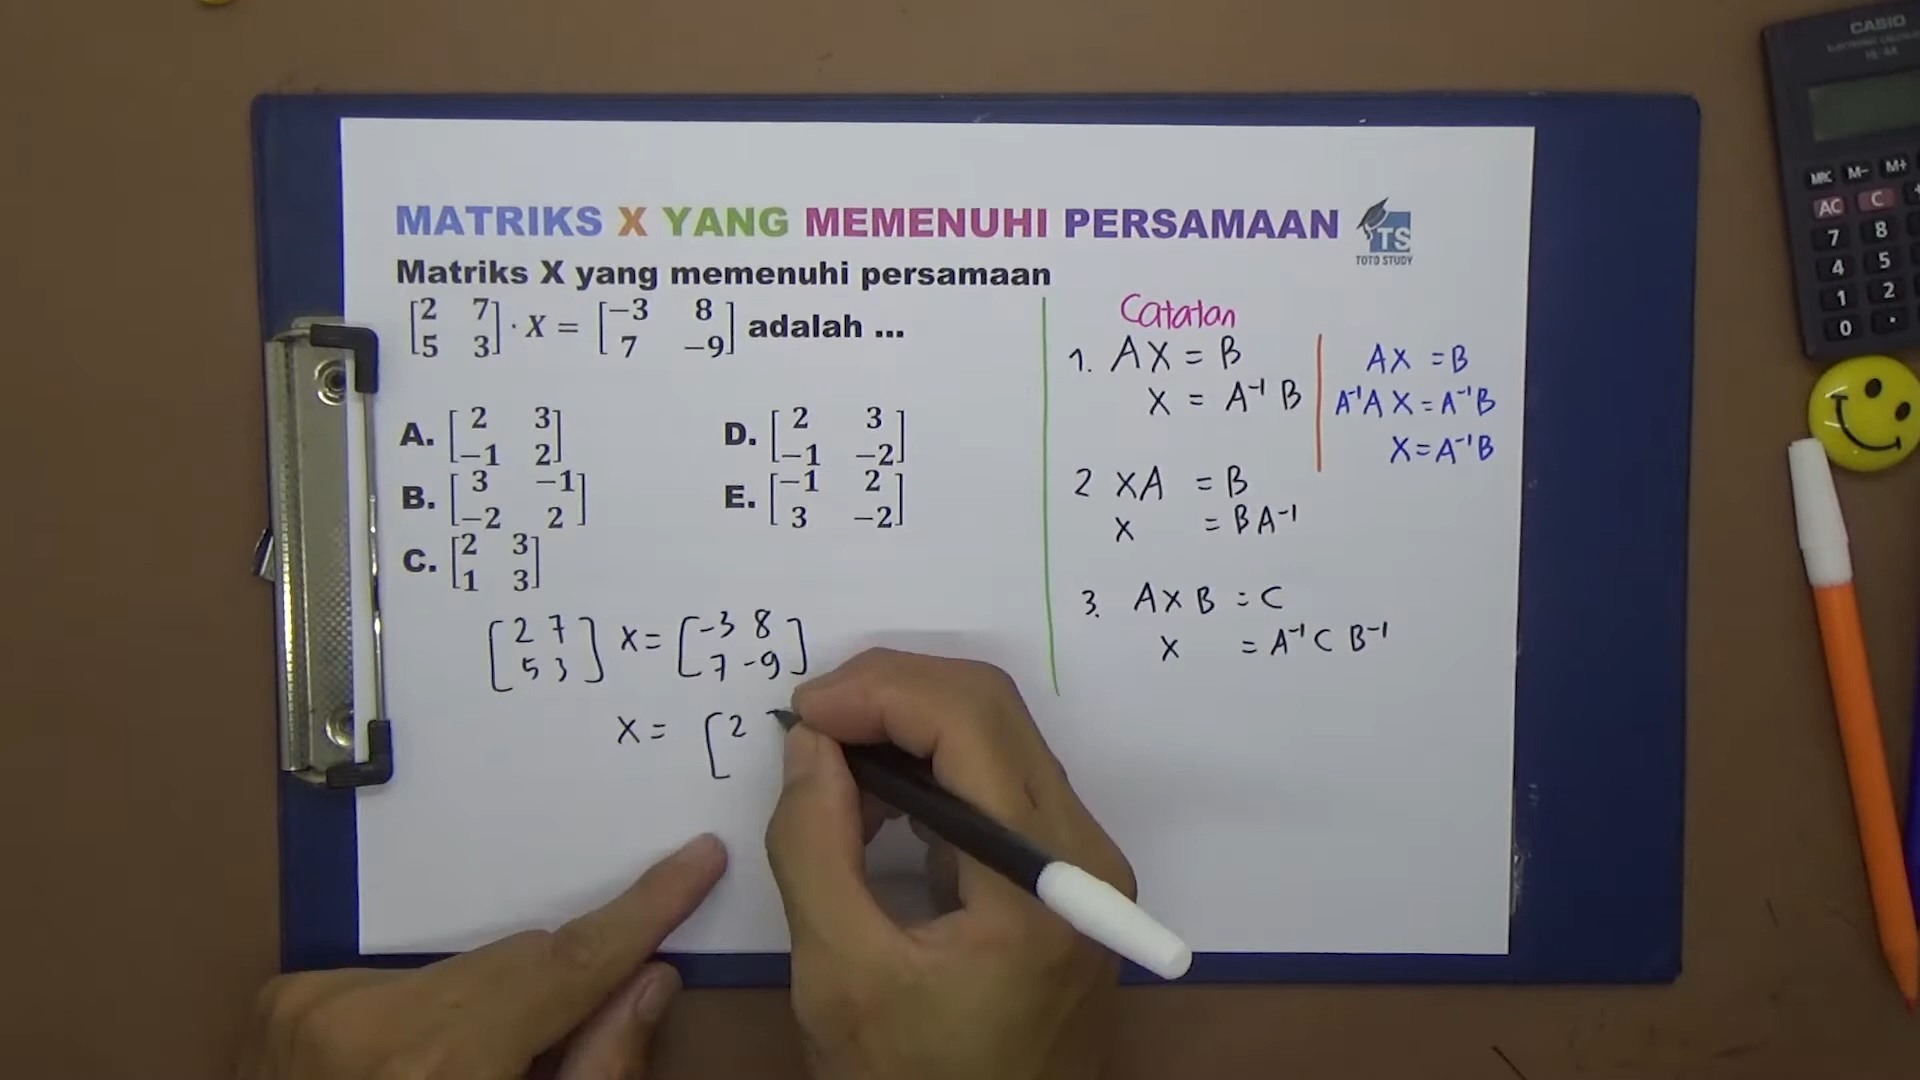 MATRIKS X YANG MEMENUHI PERSAMAAN
TS
TOTO STUDY
Matriks X yang memenuhi persamaan
[2 7; 5 3] · X = [−3 8; 7 −9] adalah ...
A. [2 3; −1 2]
D. [2 3; −1 −2]
B. [3 −1; −2 2]
E. [−1 2; 3 −2]
C. [2 3; 1 3]
[2 7; 5 3] X = [-3 8; 7 -9]
X = [2
Catatan
1. AX = B
X = A⁻¹ B
AX = B
A⁻¹A X = A⁻¹B
X = A⁻¹B
2 XA = B
X = B A⁻¹
3. A X B = C
X = A⁻¹ C B⁻¹
CASIO
MRC M− M+
AC C
7 8
4 5
1 2
0 .